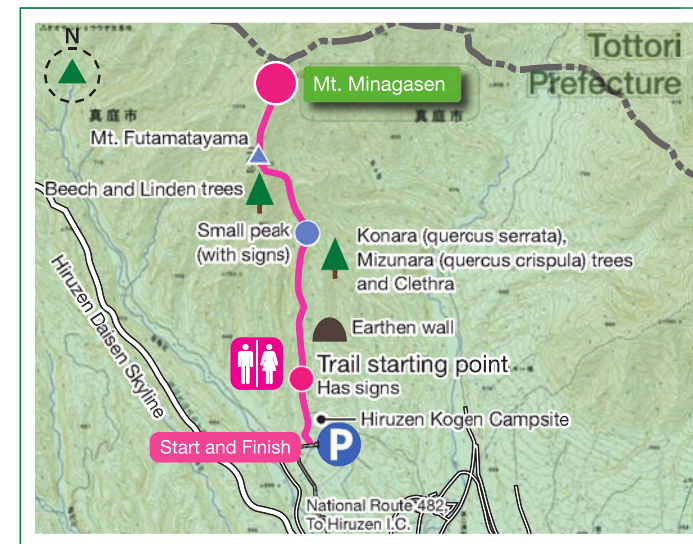 N
Tottori
Prefecture
Mt. Minagasen
真庭市
真庭市
Mt. Futamatayama
Beech and Linden trees
Small peak
(with signs)
Konara (quercus serrata),
Mizunara (quercus crispula) trees
and Clethra
Hiruzen Daisen Skyline
Earthen wall
Trail starting point
Has signs
Hiruzen Kogen Campsite
Start and Finish
P
National Route 482,
To Hiruzen I.C.